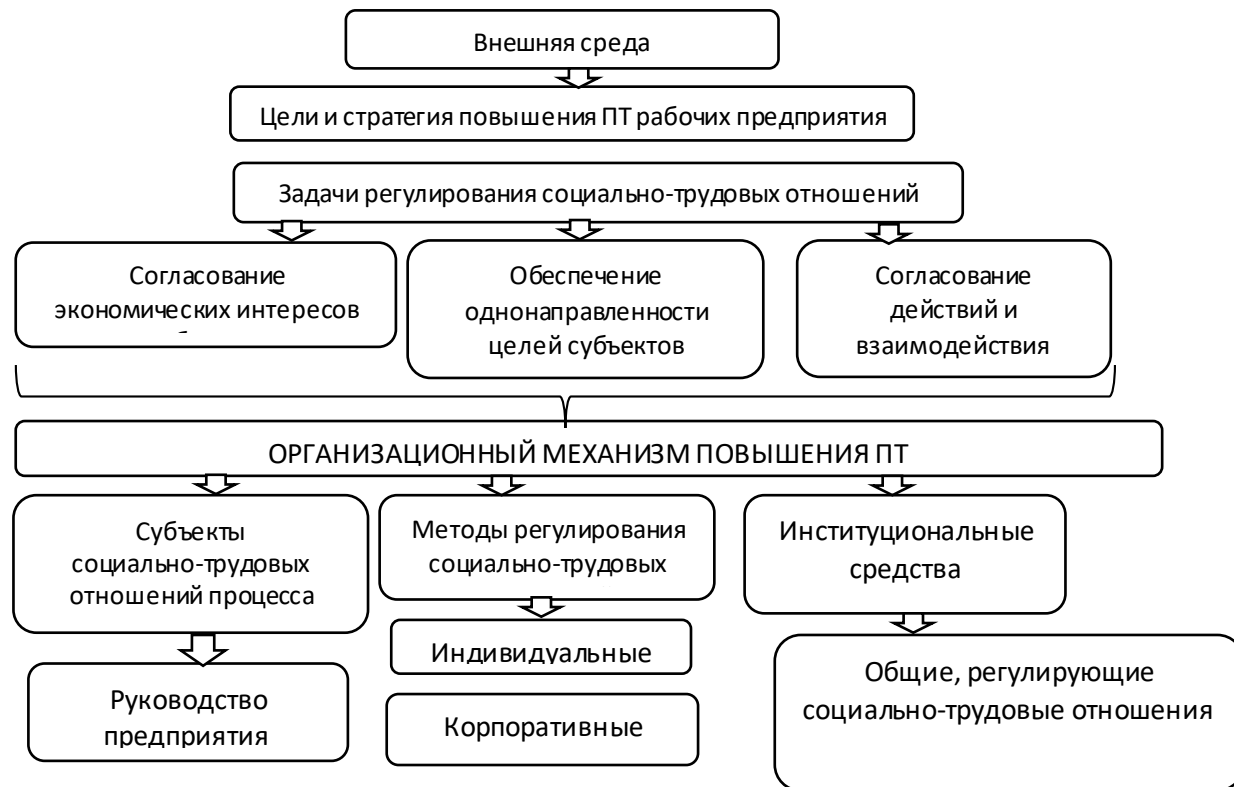 Внешняя среда
Цели и стратегия повышения ПТ рабочих предприятия
Задачи регулирования социально-трудовых отношений
Согласование
экономических интересов
Обеспечение
однонаправленности
целей субъектов
Согласование
действий и
взаимодействия
ОРГАНИЗАЦИОННЫЙ МЕХАНИЗМ ПОВЫШЕНИЯ ПТ
Субъекты
социально-трудовых
отношений процесса
Методы регулирования
социально-трудовых
Институциональные
средства
Руководство
предприятия
Индивидуальные
Корпоративные
Общие, регулирующие
социально-трудовые отношения